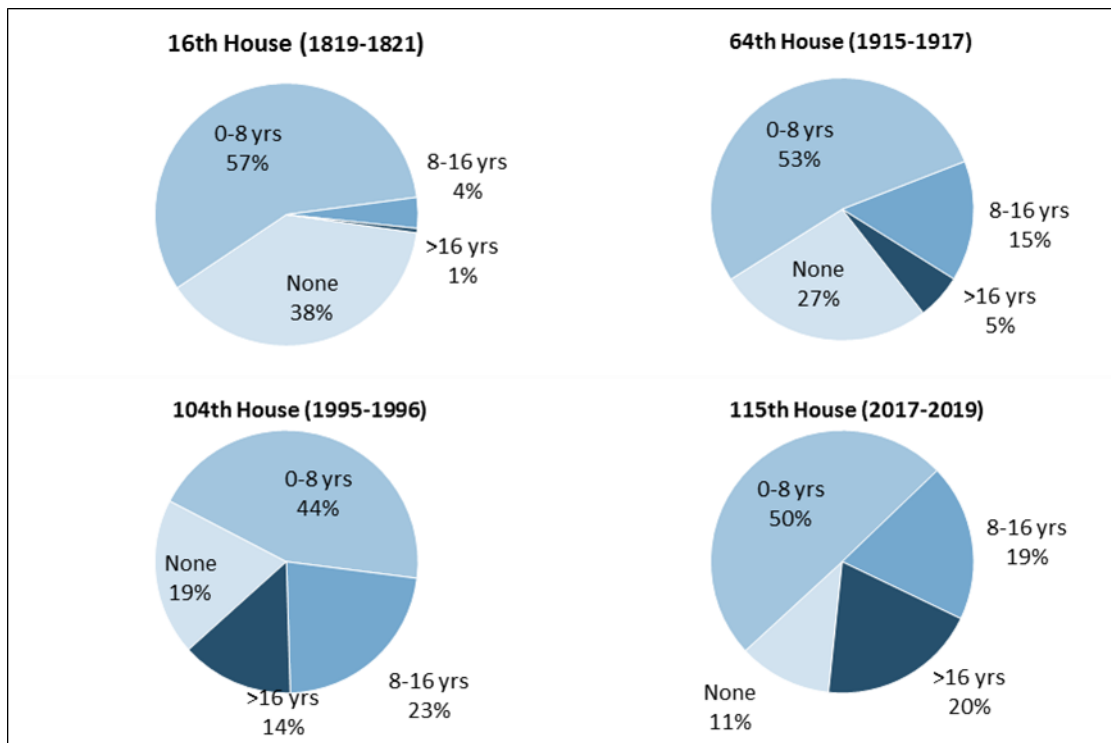 16th House (1819-1821)
0-8 yrs
57%
8-16 yrs
4%
>16 yrs
1%
None
38%
64th House (1915-1917)
0-8 yrs
53%
8-16 yrs
15%
>16 yrs
5%
None
27%
104th House (1995-1996)
0-8 yrs
44%
None
19%
>16 yrs
14%
8-16 yrs
23%
115th House (2017-2019)
0-8 yrs
50%
8-16 yrs
19%
>16 yrs
20%
None
11%